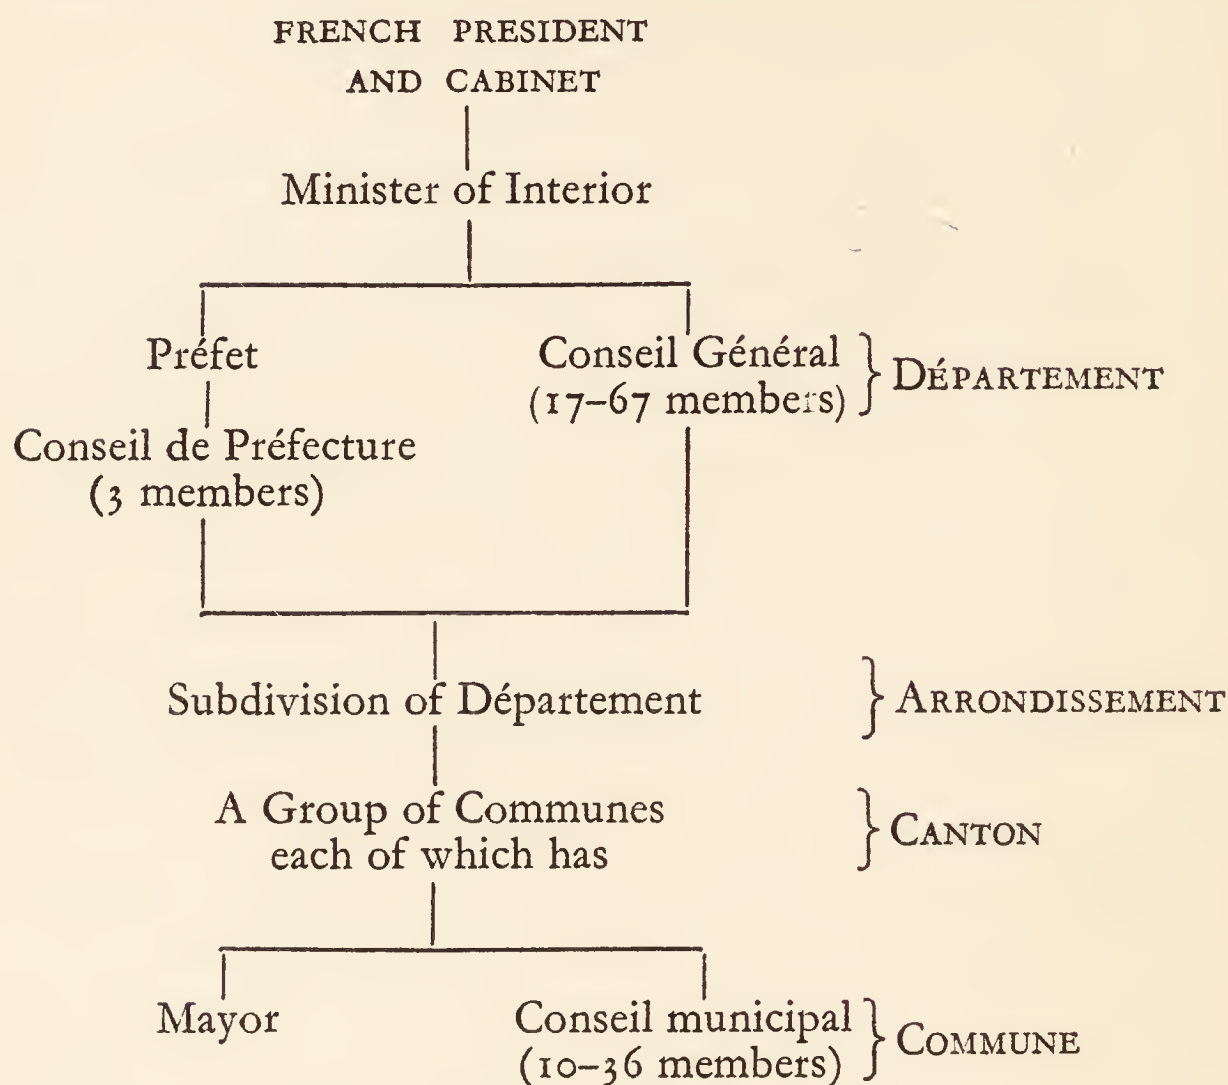 FRENCH PRESIDENT
AND CABINET
Minister of Interior
Préfet
Conseil de Préfecture
(3 members)
Conseil Général
(17–67 members)
} DÉPARTEMENT
Subdivision of Département
} ARRONDISSEMENT
A Group of Communes
each of which has
} CANTON
Mayor
Conseil municipal
(10–36 members)
} COMMUNE